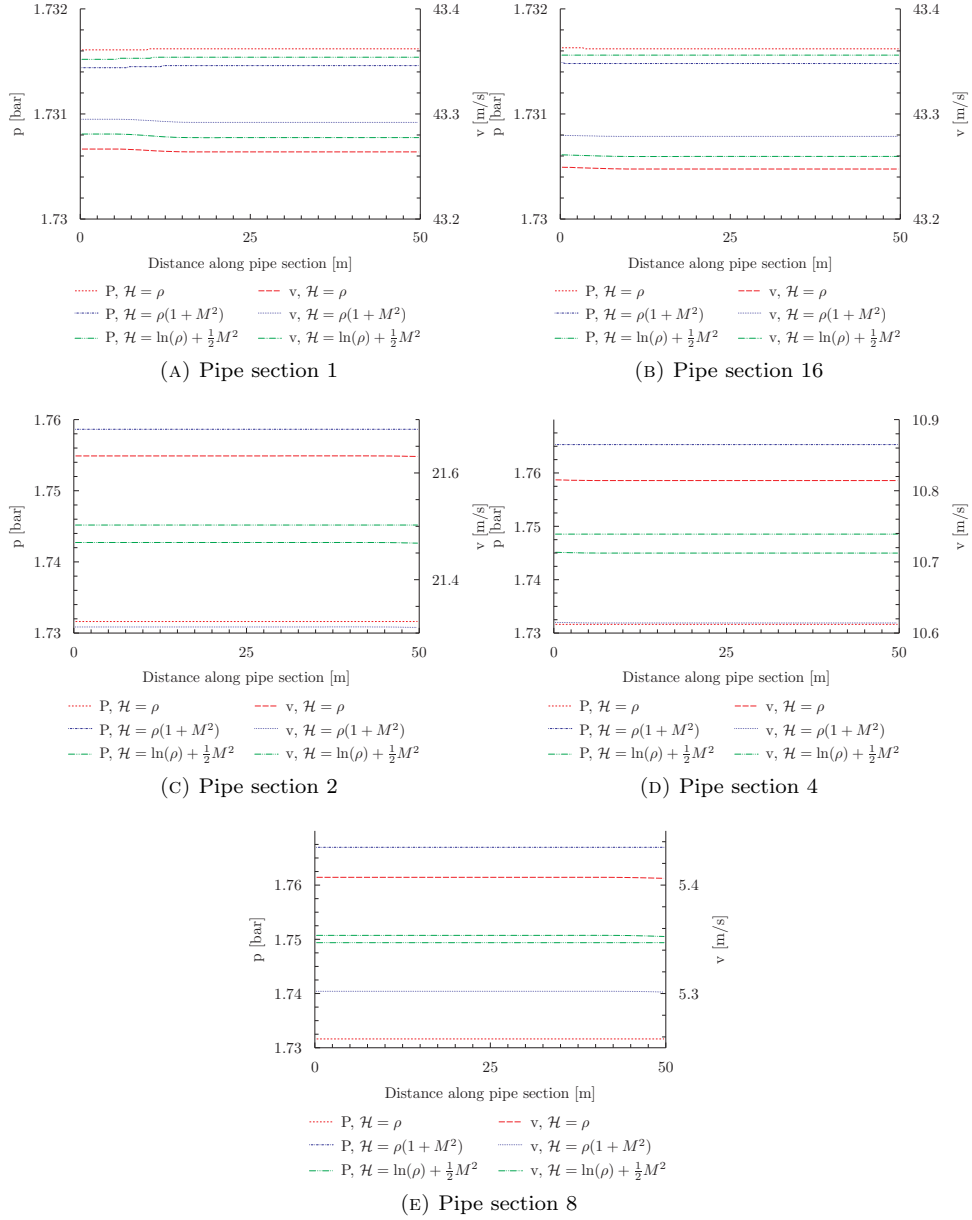 1.732
1.731
1.73
p [bar]
43.4
43.3
43.2
v [m/s]
0
25
50
Distance along pipe section [m]
P, ℋ = ρ
v, ℋ = ρ
P, ℋ = ρ(1 + M²)
v, ℋ = ρ(1 + M²)
P, ℋ = ln(ρ) + ½M²
v, ℋ = ln(ρ) + ½M²
(A) Pipe section 1
1.732
1.731
1.73
p [bar]
43.4
43.3
43.2
v [m/s]
0
25
50
Distance along pipe section [m]
P, ℋ = ρ
v, ℋ = ρ
P, ℋ = ρ(1 + M²)
v, ℋ = ρ(1 + M²)
P, ℋ = ln(ρ) + ½M²
v, ℋ = ln(ρ) + ½M²
(B) Pipe section 16
1.76
1.75
1.74
1.73
p [bar]
21.6
21.4
v [m/s]
0
25
50
Distance along pipe section [m]
P, ℋ = ρ
v, ℋ = ρ
P, ℋ = ρ(1 + M²)
v, ℋ = ρ(1 + M²)
P, ℋ = ln(ρ) + ½M²
v, ℋ = ln(ρ) + ½M²
(C) Pipe section 2
1.76
1.75
1.74
1.73
p [bar]
10.9
10.8
10.7
10.6
v [m/s]
0
25
50
Distance along pipe section [m]
P, ℋ = ρ
v, ℋ = ρ
P, ℋ = ρ(1 + M²)
v, ℋ = ρ(1 + M²)
P, ℋ = ln(ρ) + ½M²
v, ℋ = ln(ρ) + ½M²
(D) Pipe section 4
1.76
1.75
1.74
1.73
p [bar]
5.4
5.3
v [m/s]
0
25
50
Distance along pipe section [m]
P, ℋ = ρ
v, ℋ = ρ
P, ℋ = ρ(1 + M²)
v, ℋ = ρ(1 + M²)
P, ℋ = ln(ρ) + ½M²
v, ℋ = ln(ρ) + ½M²
(E) Pipe section 8